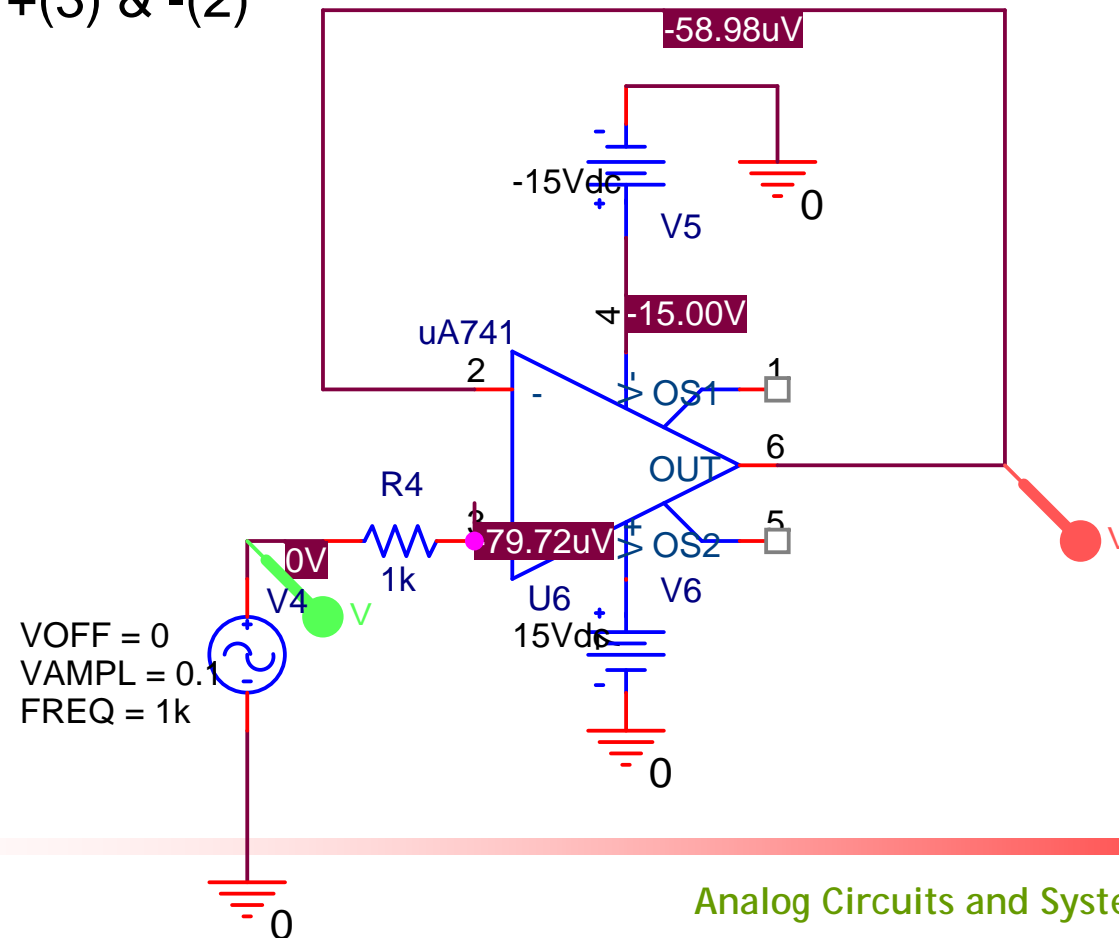 +(3) & -(2)
-58.98uV
-
-15Vdc
+
0
V5
4
-15.00V
uA741
2
-
V-
OS1
1
OUT
6
R4
3
-79.72uV
V+
OS2
5
0V
1k
V
V
V4
U6
V6
VOFF = 0
+
15Vdc
VAMPL = 0.1
-
-
FREQ = 1k
0
0
Analog Circuits and Syste